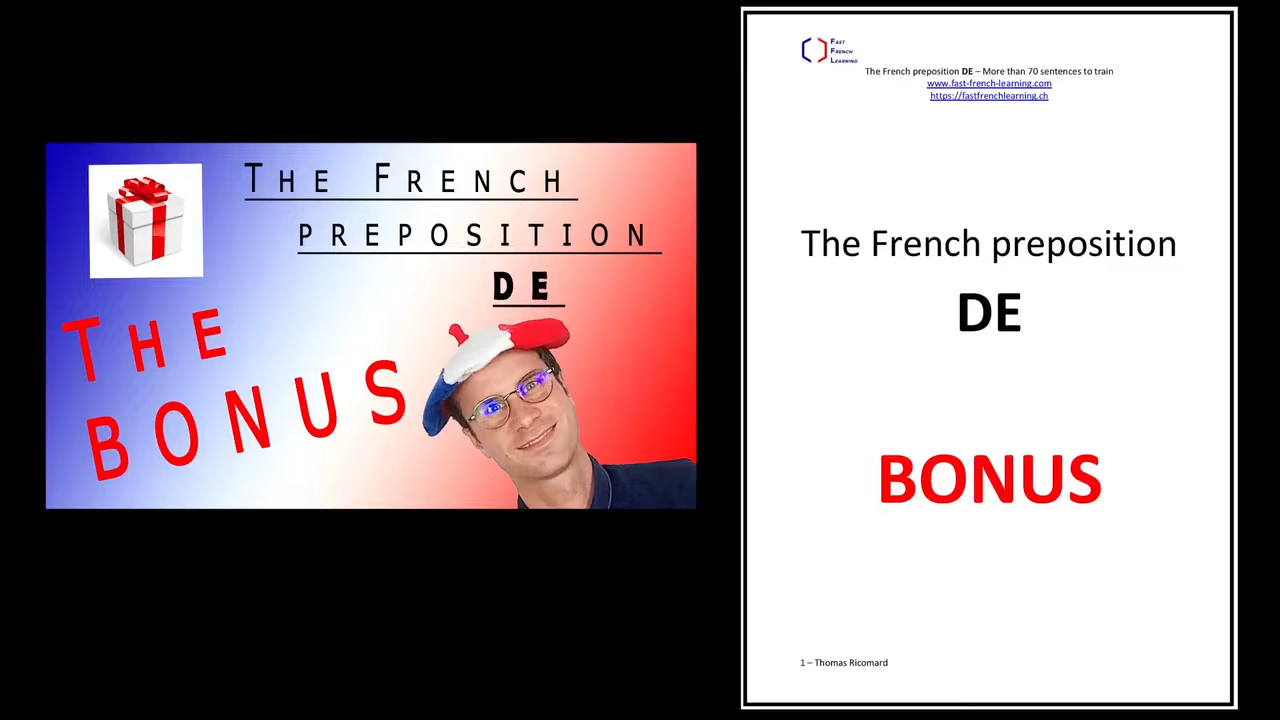 THE FRENCH
PREPOSITION
DE
THE
BONUS
FAST
FRENCH
LEARNING
The French preposition DE – More than 70 sentences to train
www.fast-french-learning.com
https://fastfrenchlearning.ch
The French preposition
DE
BONUS
1 – Thomas Ricomard